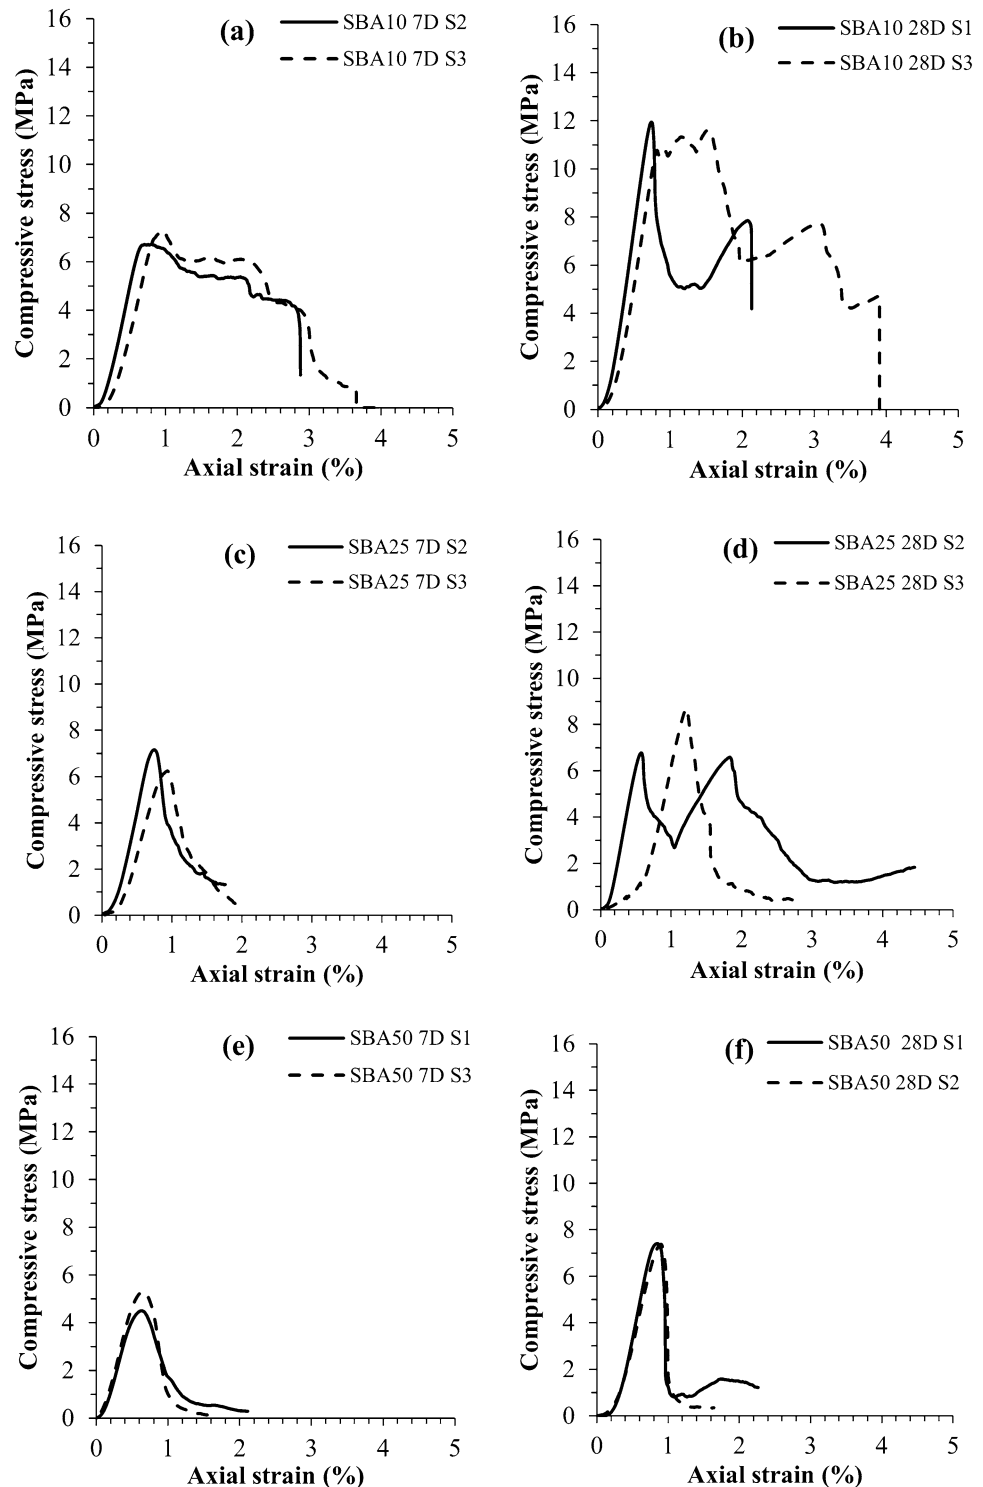 (a)
SBA10 7D S2
SBA10 7D S3
Compressive stress (MPa)
16
14
12
10
8
6
4
2
0
0 1 2 3 4 5
Axial strain (%)
(b)
SBA10 28D S1
SBA10 28D S3
Compressive stress (MPa)
16
14
12
10
8
6
4
2
0
0 1 2 3 4 5
Axial strain (%)
(c)
SBA25 7D S2
SBA25 7D S3
Compressive stress (MPa)
16
14
12
10
8
6
4
2
0
0 1 2 3 4 5
Axial strain (%)
(d)
SBA25 28D S2
SBA25 28D S3
Compressive stress (MPa)
16
14
12
10
8
6
4
2
0
0 1 2 3 4 5
Axial strain (%)
(e)
SBA50 7D S1
SBA50 7D S3
Compressive stress (MPa)
16
14
12
10
8
6
4
2
0
0 1 2 3 4 5
Axial strain (%)
(f)
SBA50 28D S1
SBA50 28D S2
Compressive stress (MPa)
16
14
12
10
8
6
4
2
0
0 1 2 3 4 5
Axial strain (%)